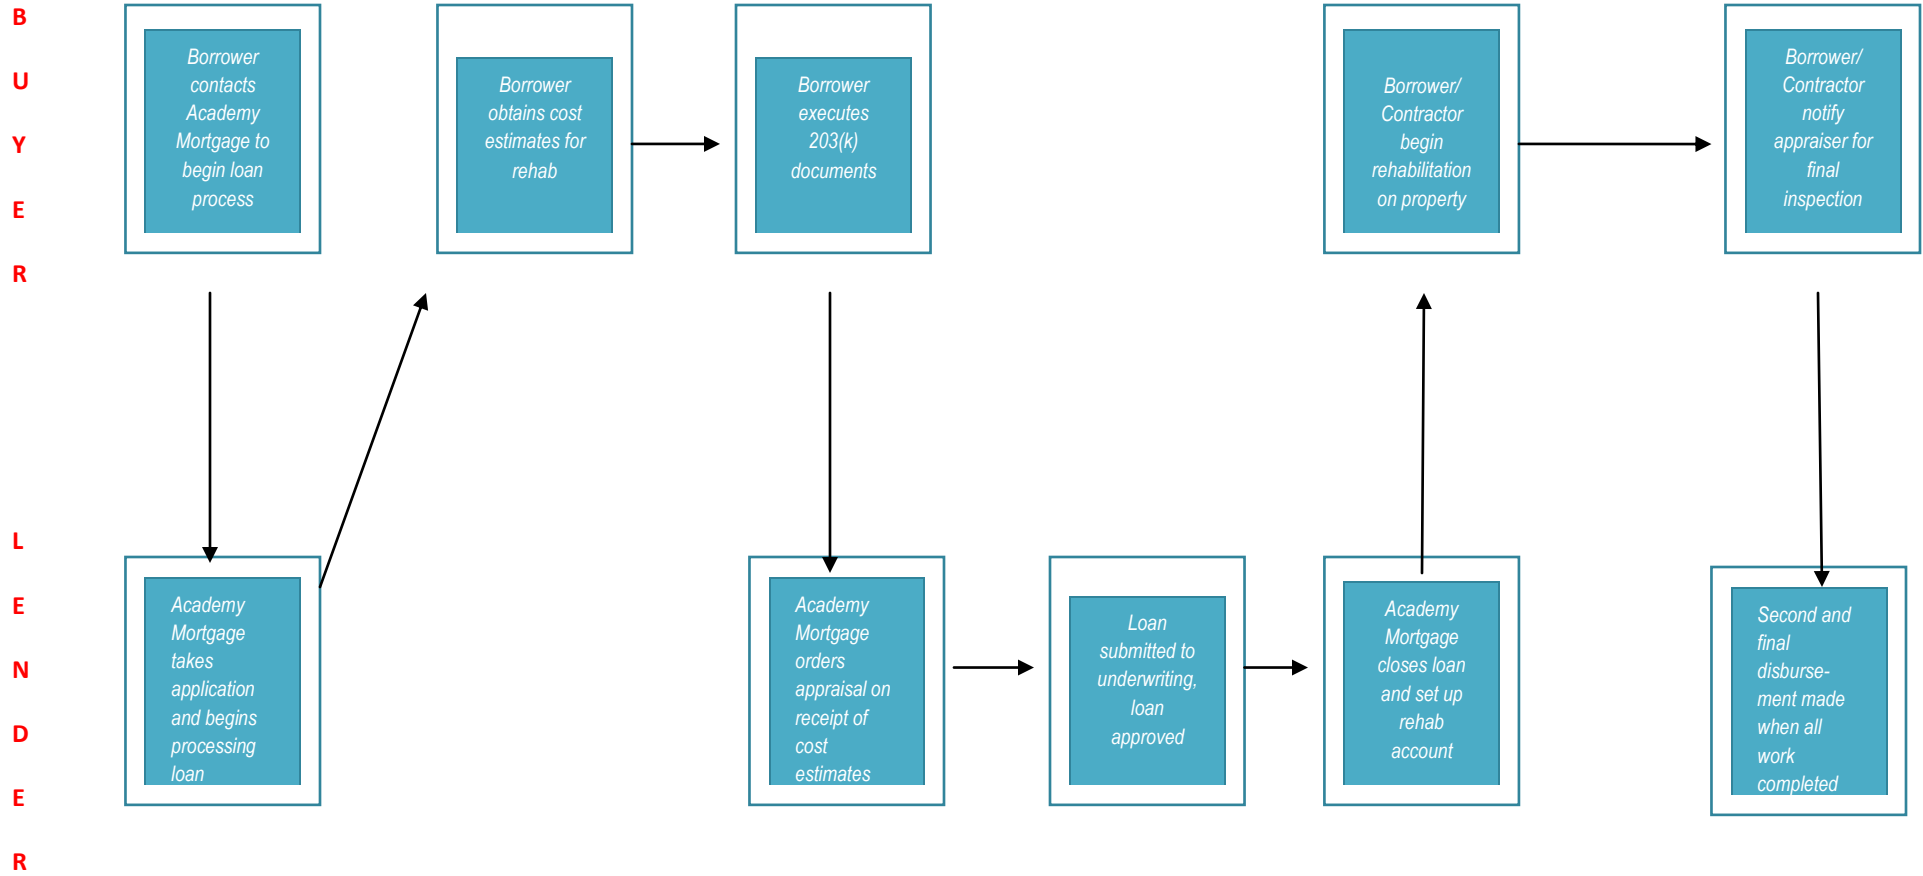 B
U
Y
E
R
Borrower
contacts
Academy
Mortgage to
begin loan
process
Borrower
obtains cost
estimates for
rehab
Borrower
executes
203(k)
documents
Borrower/
Contractor
begin
rehabilitation
on property
Borrower/
Contractor
notify
appraiser for
final
inspection
L
E
N
D
E
R
Academy
Mortgage
takes
application
and begins
processing
loan
Academy
Mortgage
orders
appraisal on
receipt of
cost
estimates
Loan
submitted to
underwriting,
loan
approved
Academy
Mortgage
closes loan
and set up
rehab
account
Second and
final
disburse-
ment made
when all
work
completed